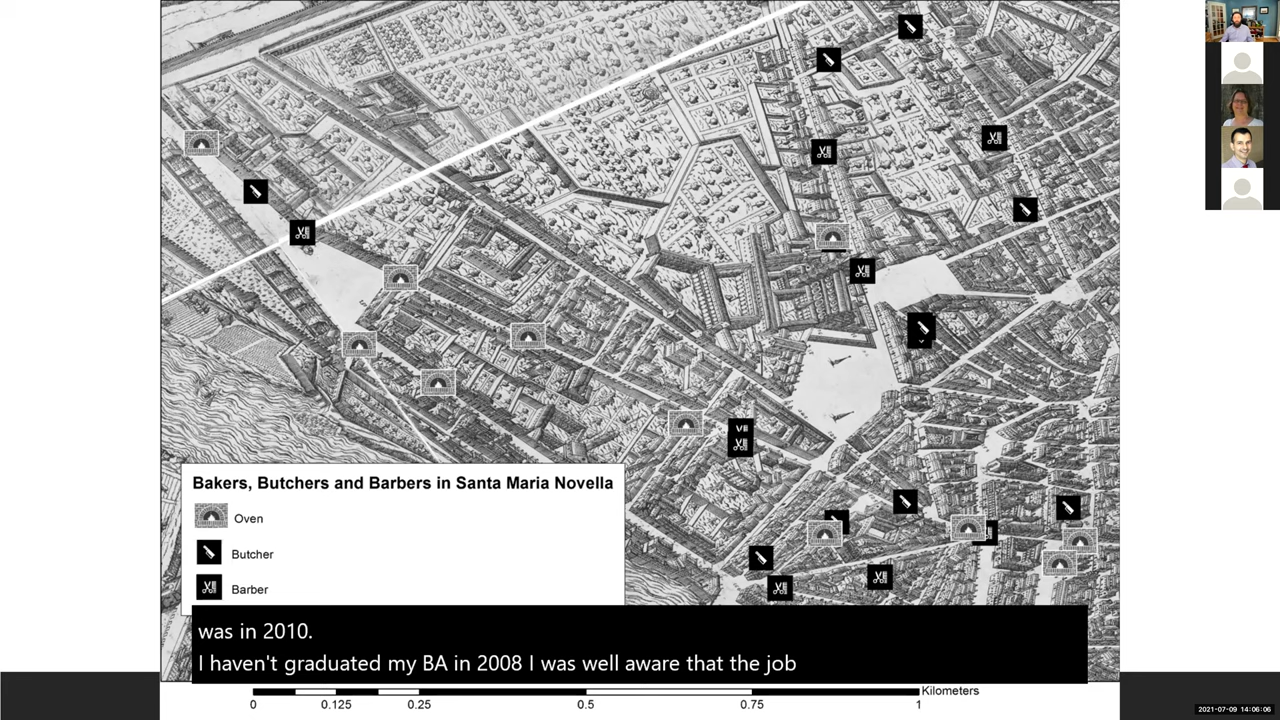 Bakers, Butchers and Barbers in Santa Maria Novella
Oven
Butcher
Barber
was in 2010.
I haven't graduated my BA in 2008 I was well aware that the job
Kilometers
0 0.125 0.25 0.5 0.75 1
2021-07-09 14:06:06